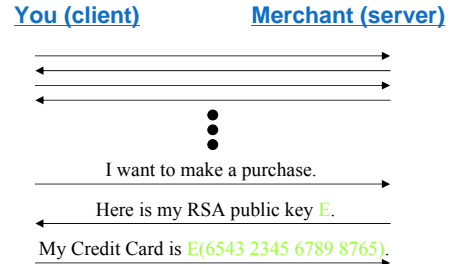 You (client) Merchant (server)
I want to make a purchase.
Here is my RSA public key E.
My Credit Card is E(6543 2345 6789 8765).